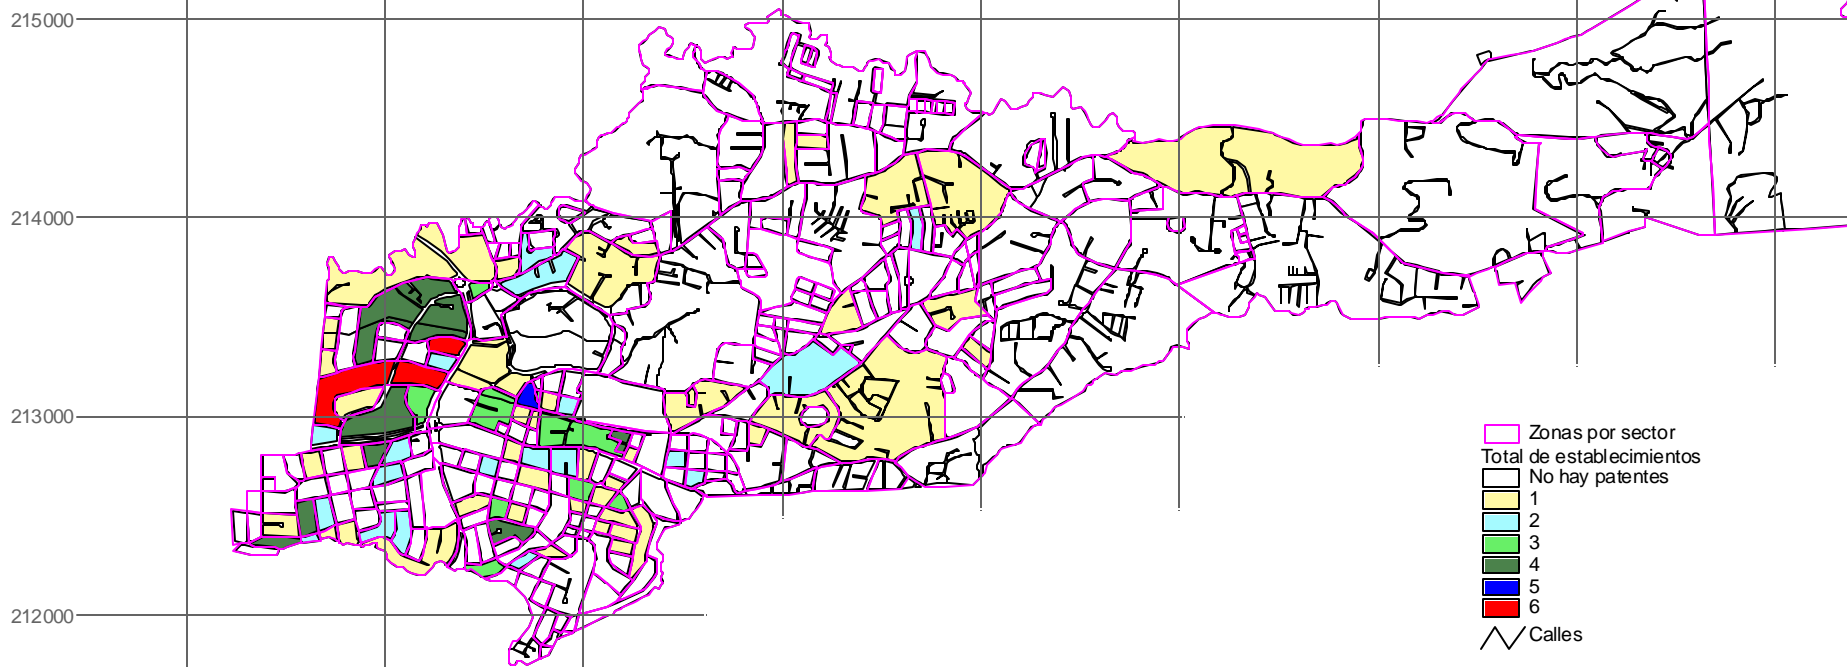 215000
214000
213000
212000
Zonas por sector
Total de establecimientos
No hay patentes
1
2
3
4
5
6
Calles